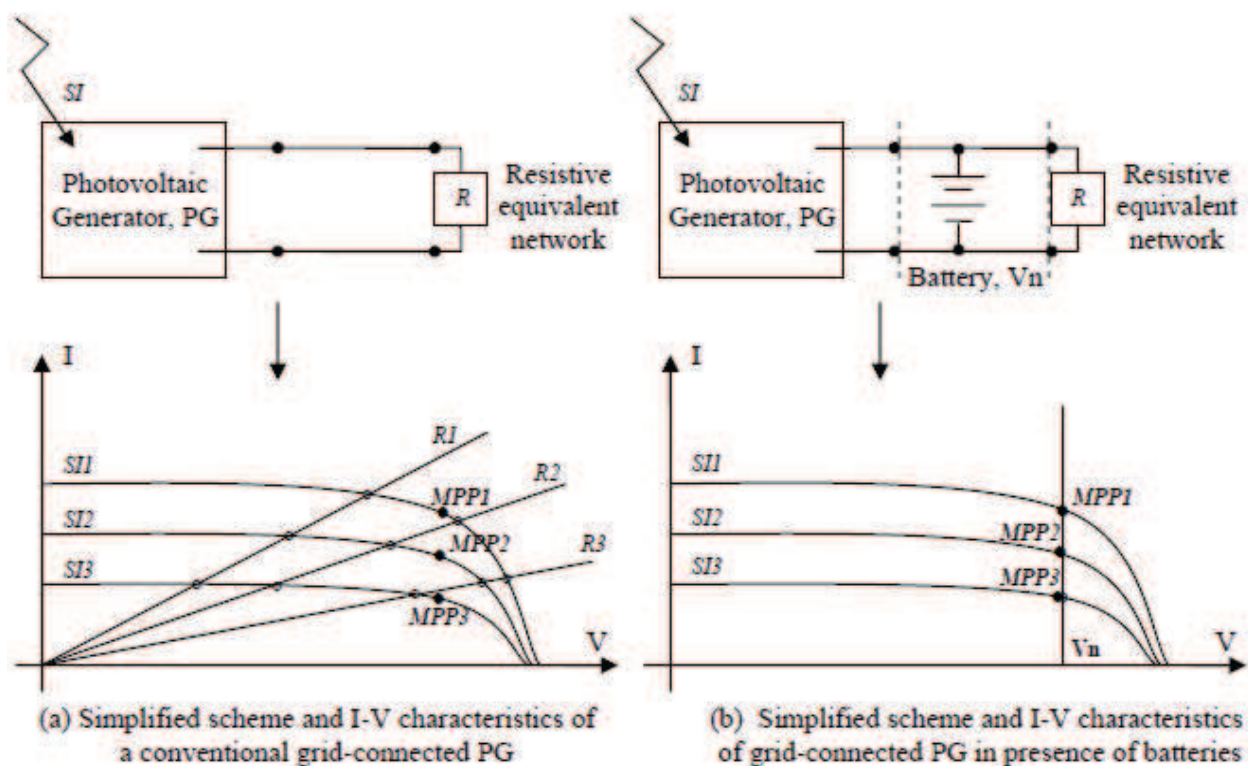 SI
Photovoltaic
Generator, PG
R
Resistive
equivalent
network
I
R1
R2
R3
SI1
SI2
SI3
MPP1
MPP2
MPP3
V
(a) Simplified scheme and I-V characteristics of
a conventional grid-connected PG
SI
Photovoltaic
Generator, PG
Battery, Vn
R
Resistive
equivalent
network
I
SI1
SI2
SI3
MPP1
MPP2
MPP3
Vn
V
(b) Simplified scheme and I-V characteristics
of grid-connected PG in presence of batteries